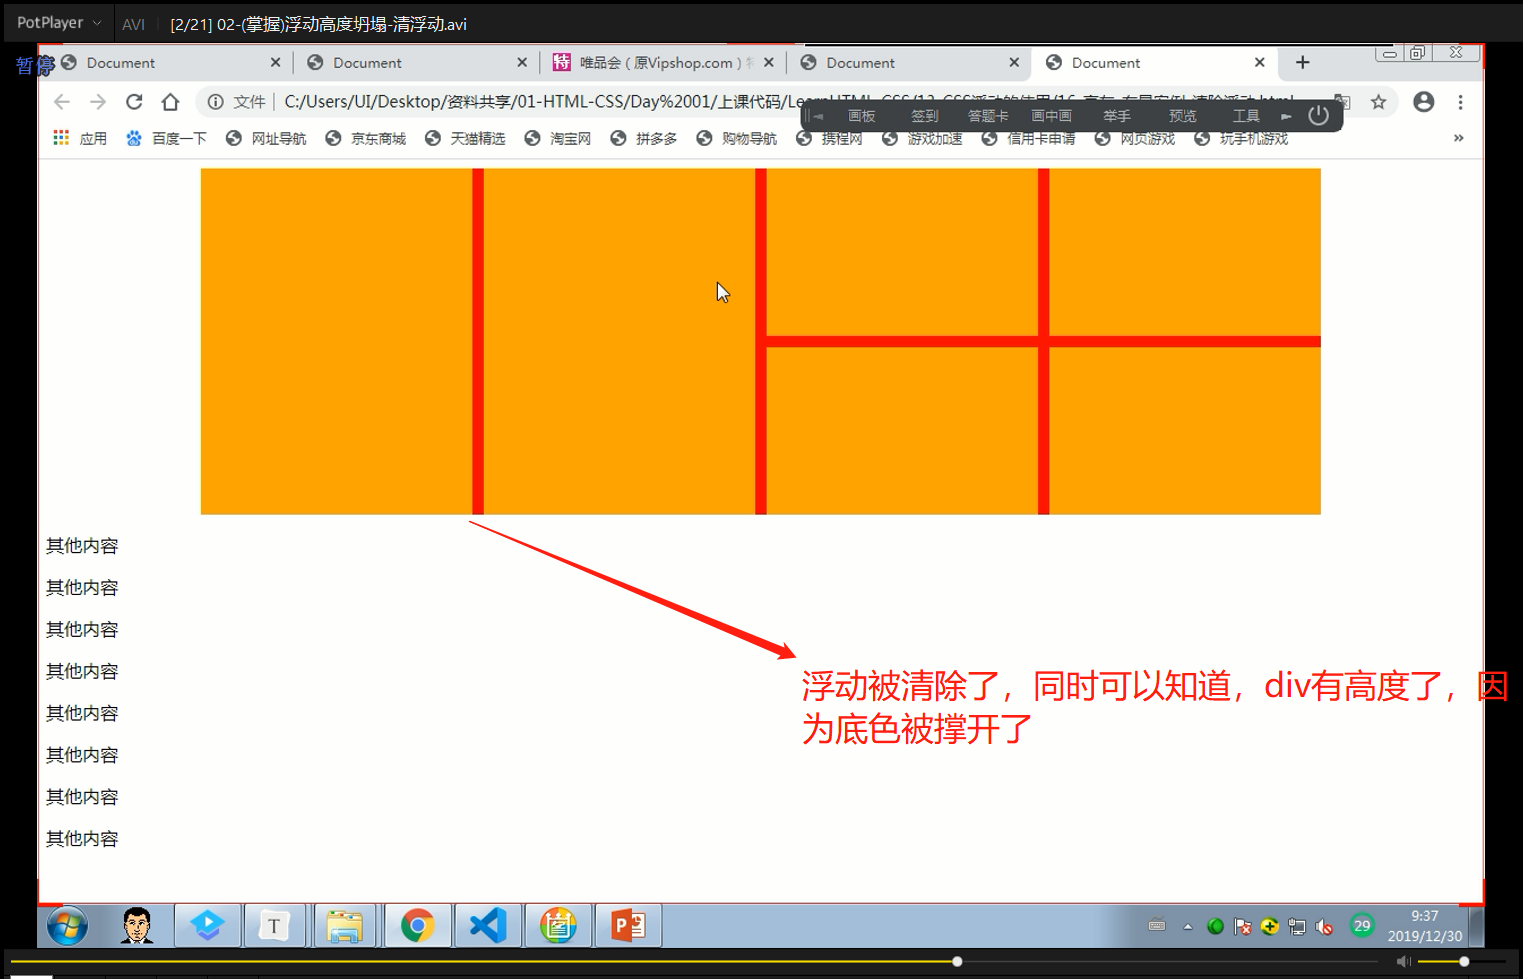 PotPlayer AVI [2/21] 02-(掌握)浮动高度坍塌-清浮动.avi
暂停
Document Document 唯品会（原Vipshop.com）特 Document Document
文件 C:/Users/UI/Desktop/资料共享/01-HTML-CSS/Day%2001/上课代码/LearnHTML_CSS/
画板 签到 答题卡 画中画 举手 预览 工具
应用 百度一下 网址导航 京东商城 天猫精选 淘宝网 拼多多 购物导航 携程网 游戏加速 信用卡申请 网页游戏 玩手机游戏 »
其他内容
其他内容
其他内容
其他内容
其他内容
其他内容
其他内容
其他内容
浮动被清除了，同时可以知道，div有高度了，因
为底色被撑开了
T
P
29
9:37
2019/12/30